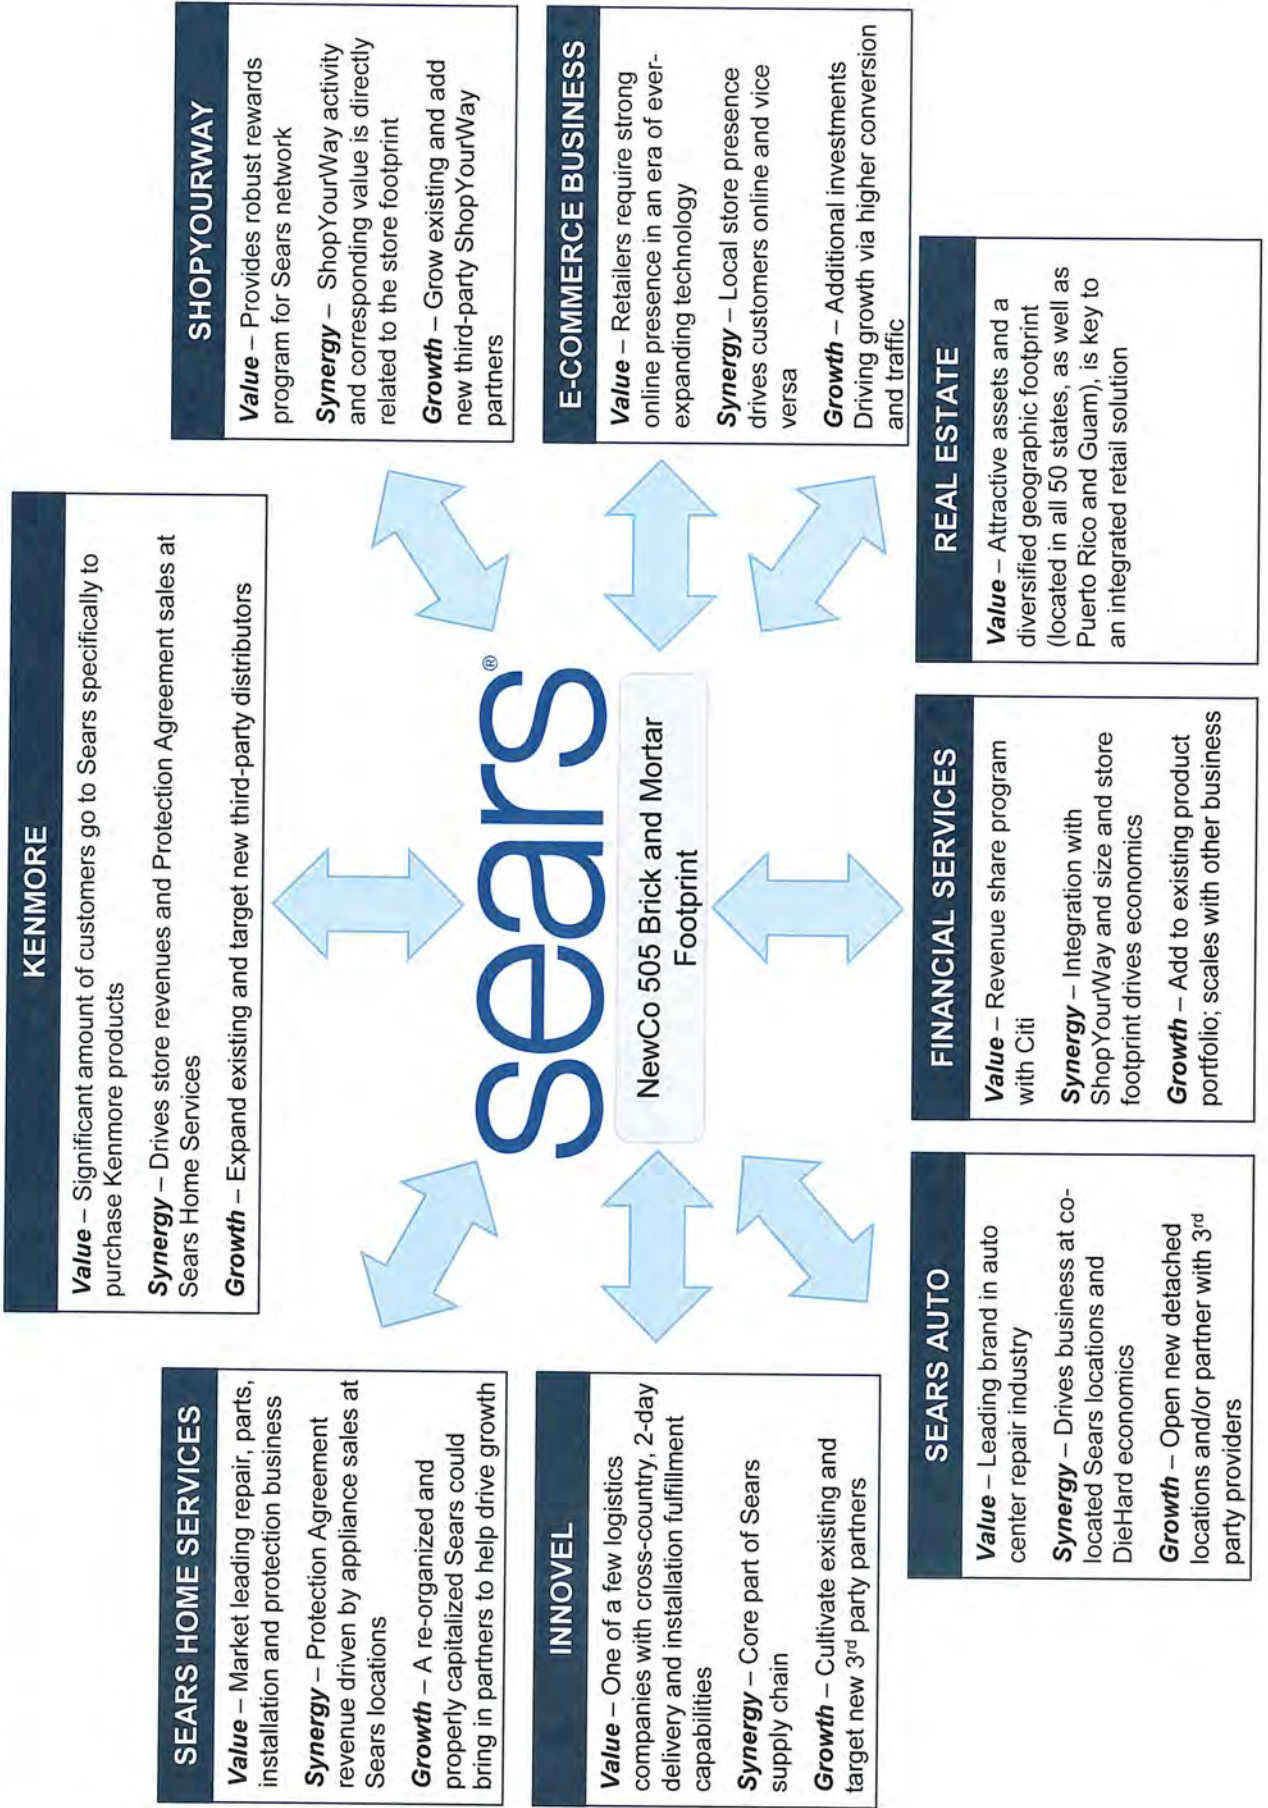 KENMORE
Value – Significant amount of customers go to Sears specifically to
purchase Kenmore products
Synergy – Drives store revenues and Protection Agreement sales at
Sears Home Services
Growth – Expand existing and target new third-party distributors
SEARS HOME SERVICES
Value – Market leading repair, parts,
installation and protection business
Synergy – Protection Agreement
revenue driven by appliance sales at
Sears locations
Growth – A re-organized and
properly capitalized Sears could
bring in partners to help drive growth
SHOPYOURWAY
Value – Provides robust rewards
program for Sears network
Synergy – ShopYourWay activity
and corresponding value is directly
related to the store footprint
Growth – Grow existing and add
new third-party ShopYourWay
partners
sears®
NewCo 505 Brick and Mortar
Footprint
INNOVEL
Value – One of a few logistics
companies with cross-country, 2-day
delivery and installation fulfillment
capabilities
Synergy – Core part of Sears
supply chain
Growth – Cultivate existing and
target new 3rd party partners
E-COMMERCE BUSINESS
Value – Retailers require strong
online presence in an era of ever-
expanding technology
Synergy – Local store presence
drives customers online and vice
versa
Growth – Additional investments
Driving growth via higher conversion
and traffic
SEARS AUTO
Value – Leading brand in auto
center repair industry
Synergy – Drives business at co-
located Sears locations and
DieHard economics
Growth – Open new detached
locations and/or partner with 3rd
party providers
FINANCIAL SERVICES
Value – Revenue share program
with Citi
Synergy – Integration with
ShopYourWay and size and store
footprint drives economics
Growth – Add to existing product
portfolio; scales with other business
REAL ESTATE
Value – Attractive assets and a
diversified geographic footprint
(located in all 50 states, as well as
Puerto Rico and Guam), is key to
an integrated retail solution